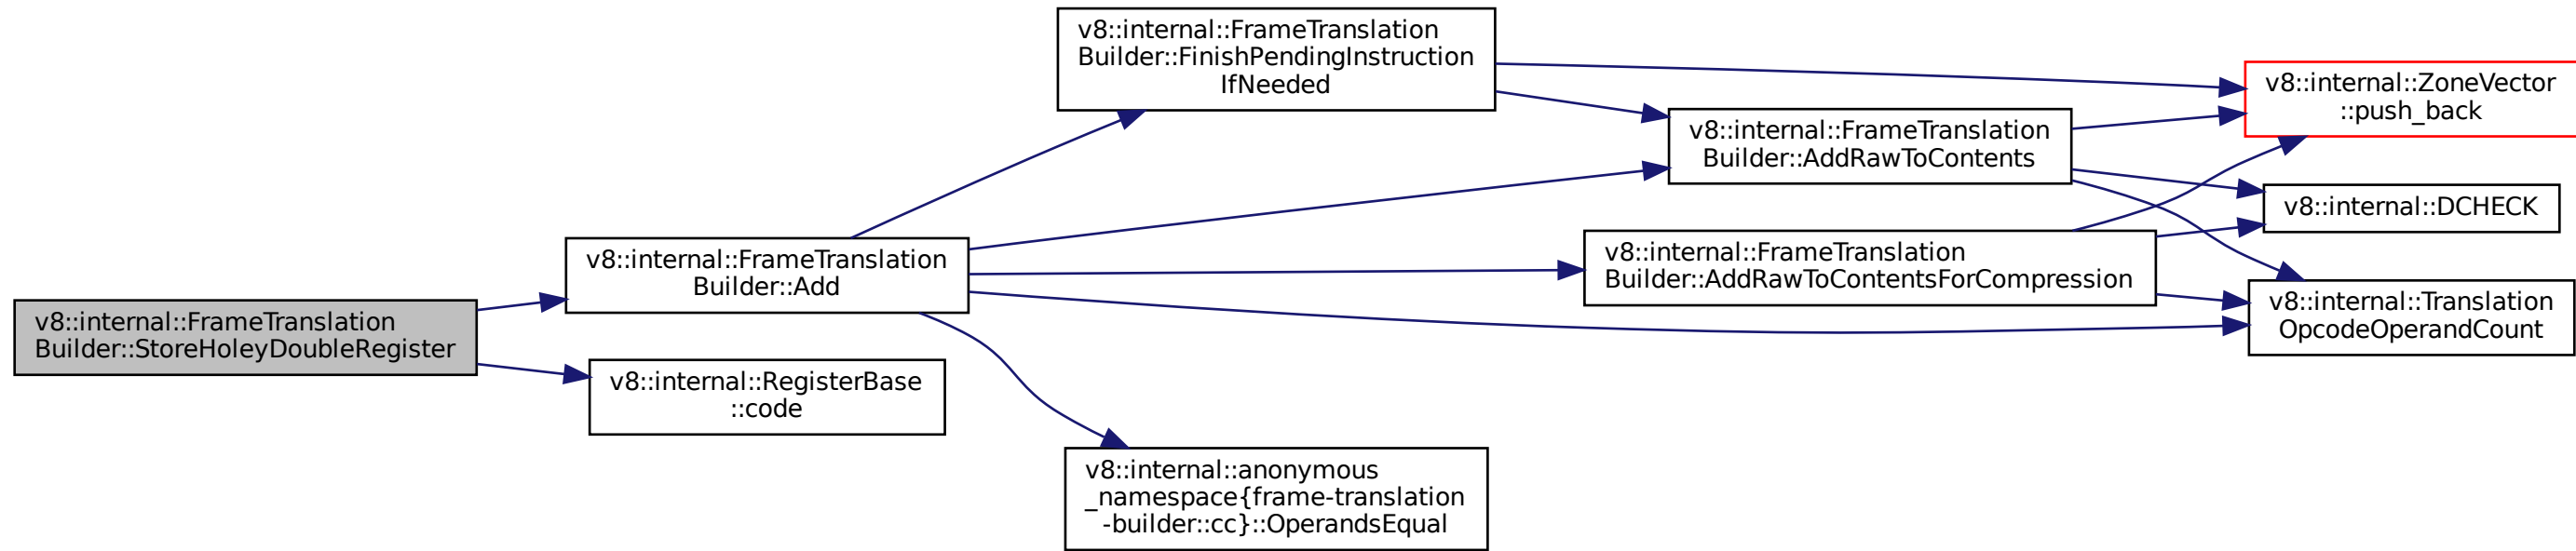 v8::internal::FrameTranslation
Builder::StoreHoleyDoubleRegister
v8::internal::FrameTranslation
Builder::Add
v8::internal::RegisterBase
::code
v8::internal::FrameTranslation
Builder::FinishPendingInstruction
IfNeeded
v8::internal::anonymous
_namespace{frame-translation
-builder::cc}::OperandsEqual
v8::internal::FrameTranslation
Builder::AddRawToContents
v8::internal::FrameTranslation
Builder::AddRawToContentsForCompression
v8::internal::ZoneVector
::push_back
v8::internal::DCHECK
v8::internal::Translation
OpcodeOperandCount